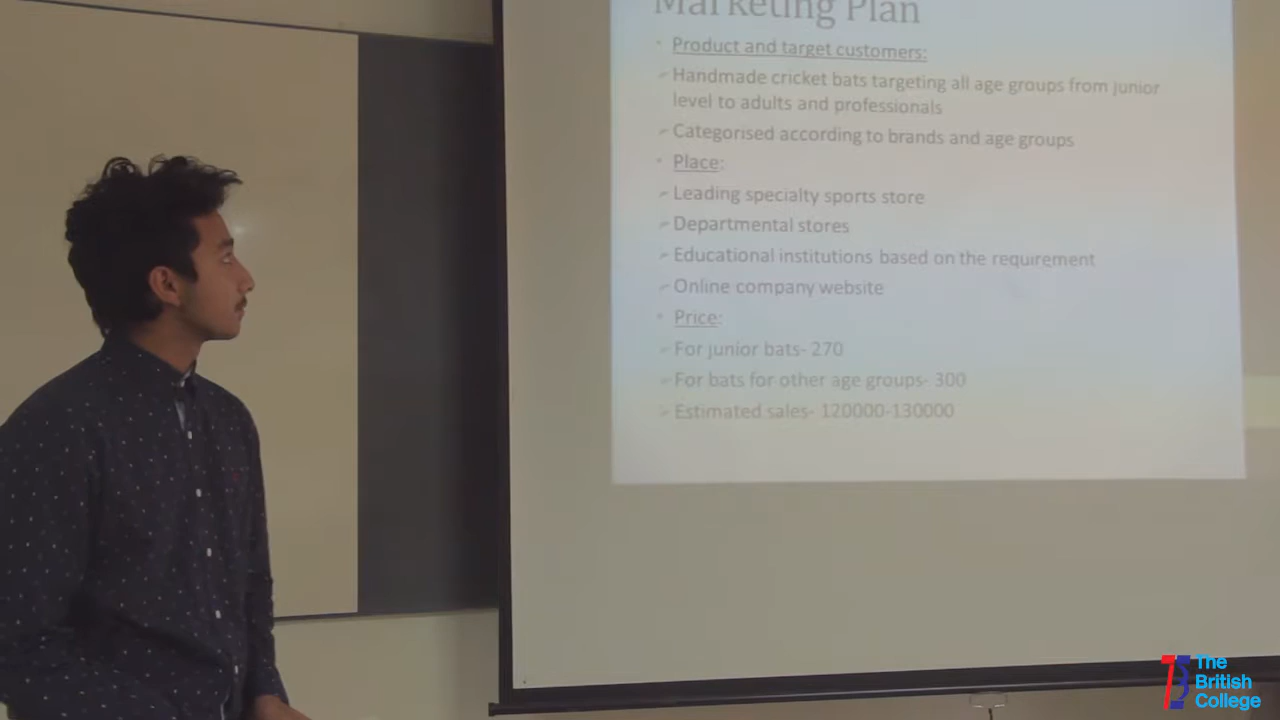 Marketing Plan
Product and target customers:
Handmade cricket bats targeting all age groups from junior
level to adults and professionals
Categorised according to brands and age groups
Place:
Leading specialty sports store
Departmental stores
Educational institutions based on the requirement
Online company website
Price:
For junior bats- 270
For bats for other age groups- 300
Estimated sales- 120000-130000
The
British
College